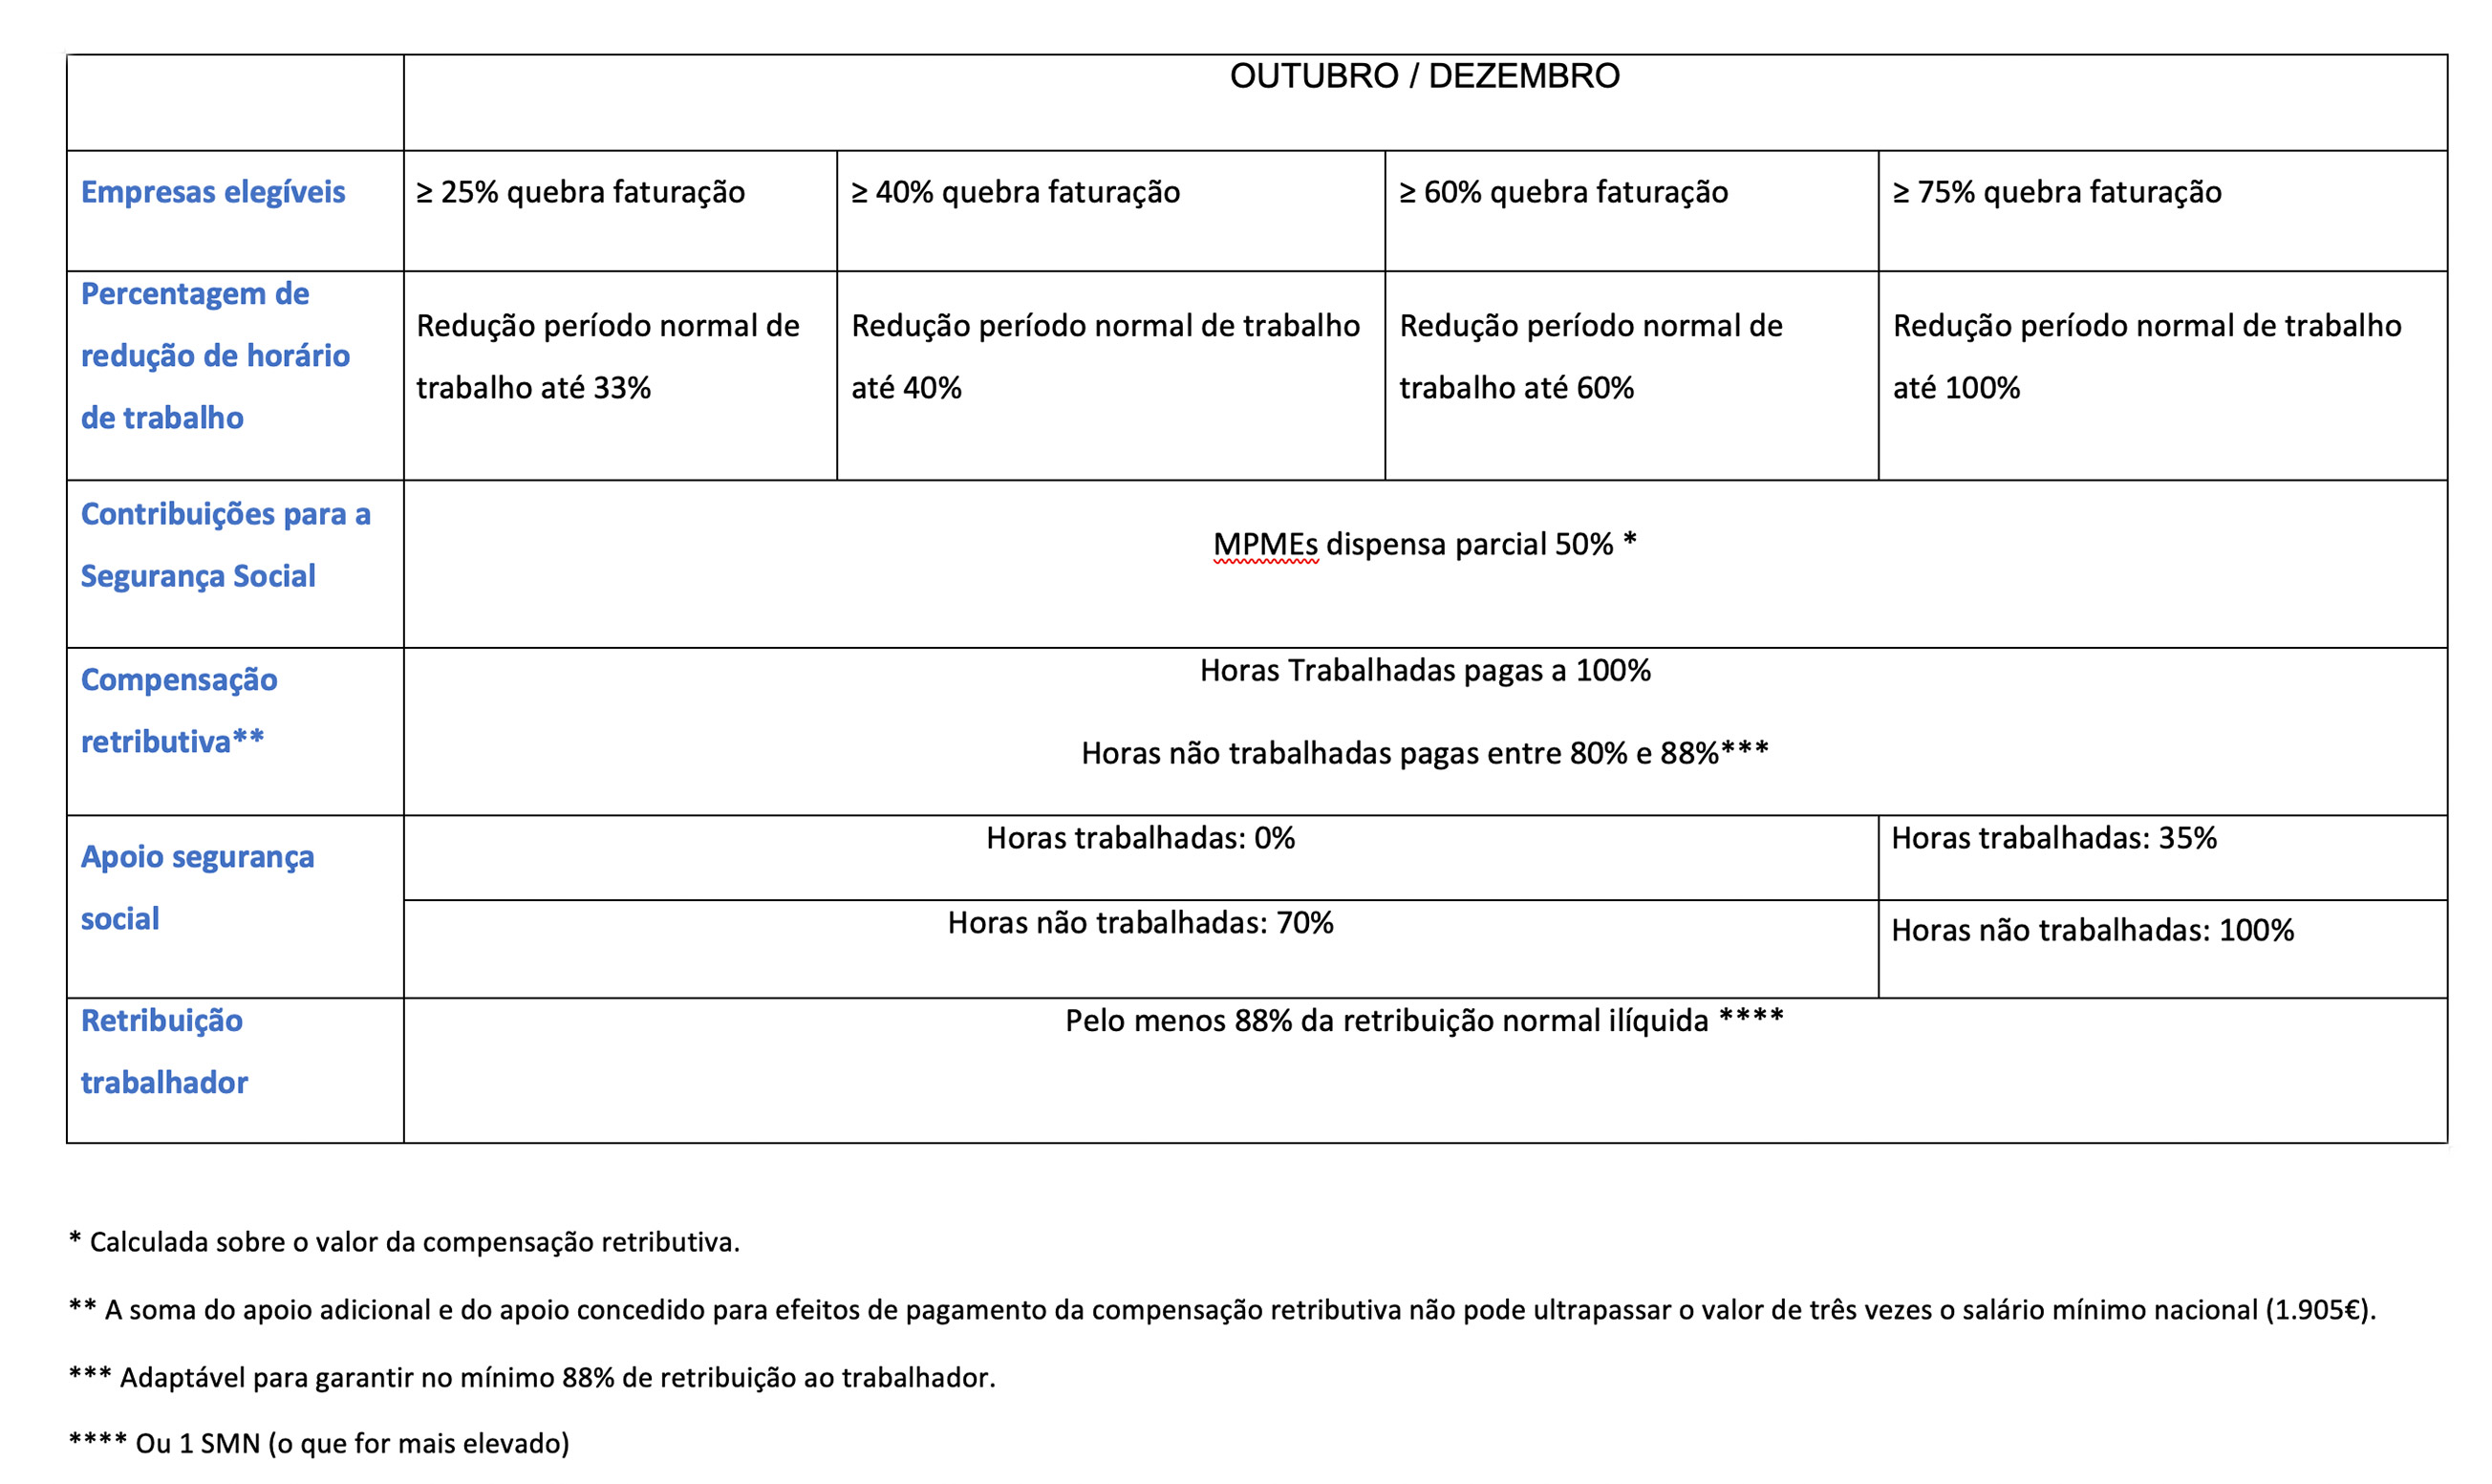 OUTUBRO / DEZEMBRO
Empresas elegíveis
≥ 25% quebra faturação
≥ 40% quebra faturação
≥ 60% quebra faturação
≥ 75% quebra faturação
Percentagem de
redução de horário
de trabalho
Redução período normal de
trabalho até 33%
Redução período normal de trabalho
até 40%
Redução período normal de
trabalho até 60%
Redução período normal de trabalho
até 100%
Contribuições para a
Segurança Social
MPMEs dispensa parcial 50% *
Compensação
retributiva**
Horas Trabalhadas pagas a 100%
Horas não trabalhadas pagas entre 80% e 88%***
Apoio segurança
social
Horas trabalhadas: 0%
Horas trabalhadas: 35%
Horas não trabalhadas: 70%
Horas não trabalhadas: 100%
Retribuição
trabalhador
Pelo menos 88% da retribuição normal ilíquida ****
* Calculada sobre o valor da compensação retributiva.
** A soma do apoio adicional e do apoio concedido para efeitos de pagamento da compensação retributiva não pode ultrapassar o valor de três vezes o salário mínimo nacional (1.905€).
*** Adaptável para garantir no mínimo 88% de retribuição ao trabalhador.
**** Ou 1 SMN (o que for mais elevado)